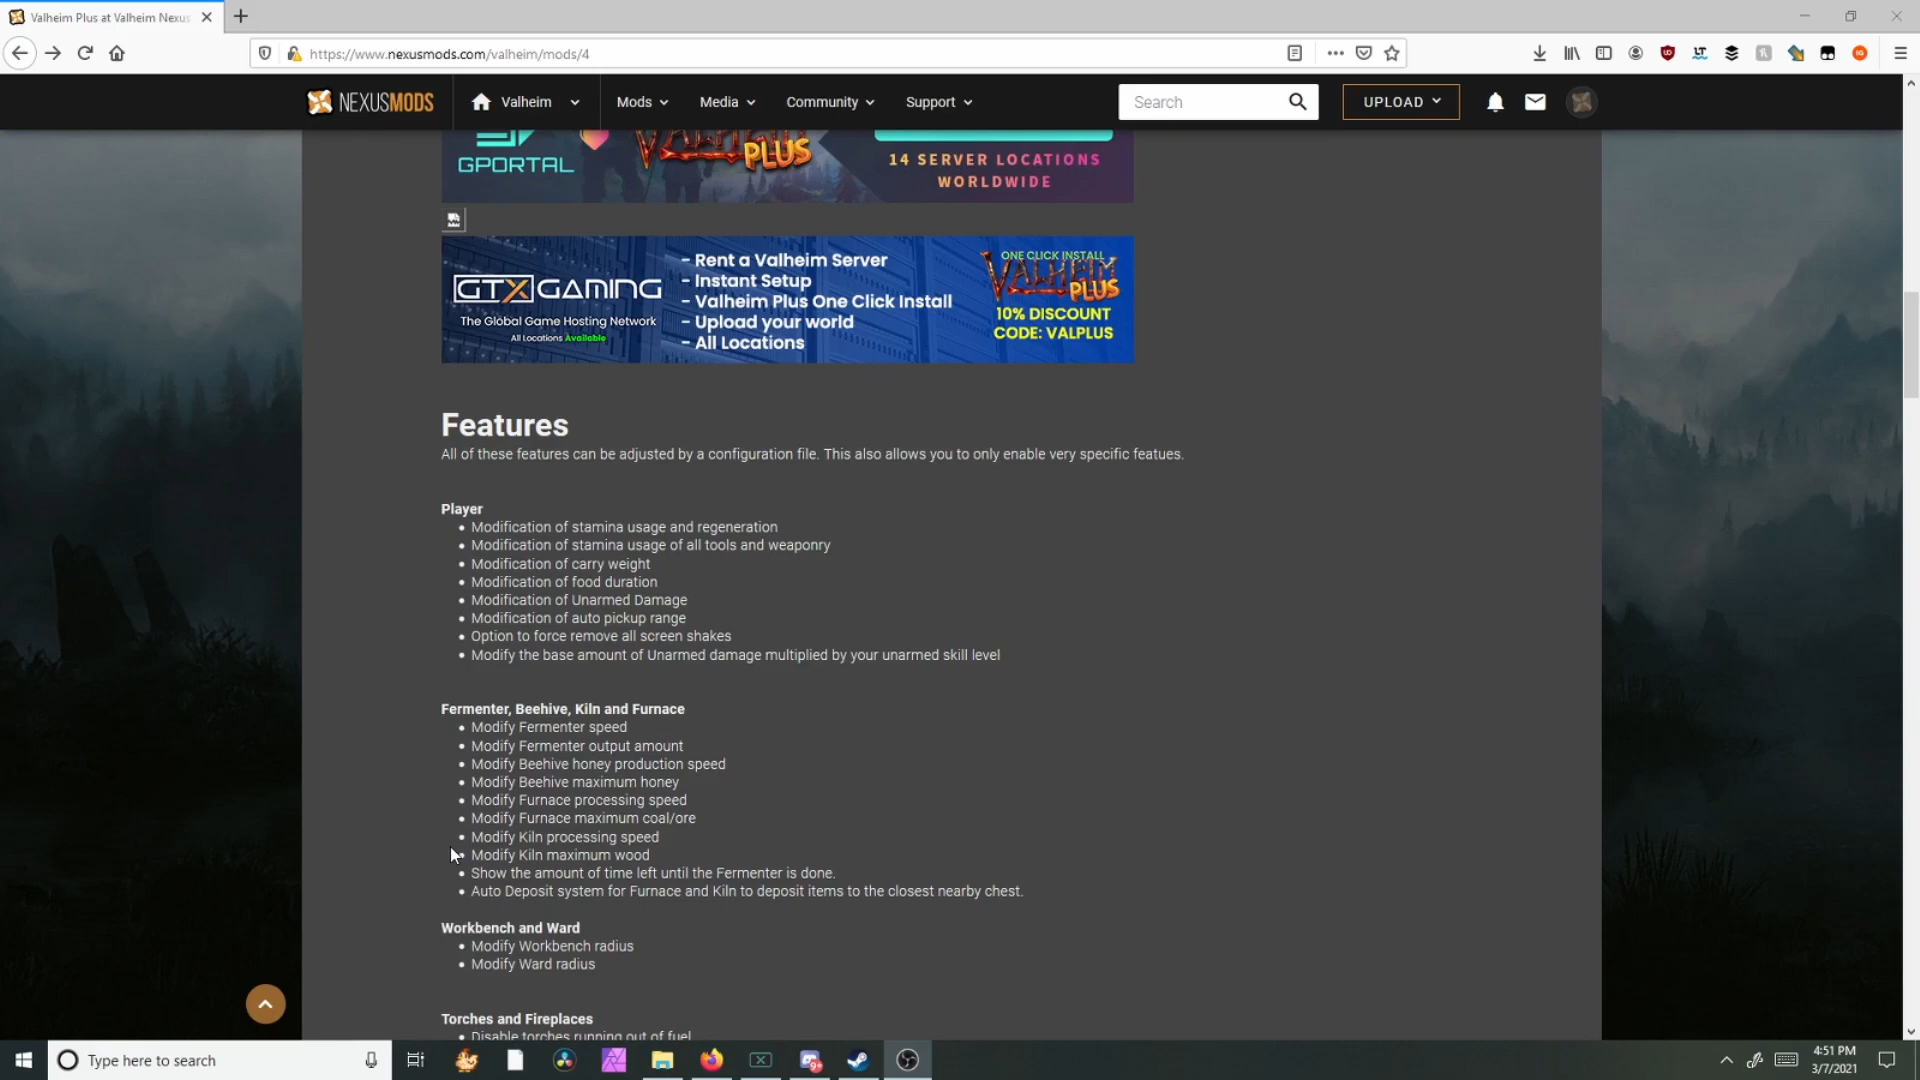 Valheim Plus at Valheim Nexus
https://www.nexusmods.com/valheim/mods/4
NEXUSMODS
Valheim
Mods
Media
Community
Support
Search
UPLOAD
GPORTAL
VALHEIM
PLUS
14 SERVER LOCATIONS
WORLDWIDE
GTXGAMING
The Global Game Hosting Network
All Locations Available
- Rent a Valheim Server
- Instant Setup
- Valheim Plus One Click Install
- Upload your world
- All Locations
ONE CLICK INSTALL
VALHEIM
PLUS
10% DISCOUNT
CODE: VALPLUS
Features
All of these features can be adjusted by a configuration file. This also allows you to only enable very specific featues.
Player
• Modification of stamina usage and regeneration
• Modification of stamina usage of all tools and weaponry
• Modification of carry weight
• Modification of food duration
• Modification of Unarmed Damage
• Modification of auto pickup range
• Option to force remove all screen shakes
• Modify the base amount of Unarmed damage multiplied by your unarmed skill level
Fermenter, Beehive, Kiln and Furnace
• Modify Fermenter speed
• Modify Fermenter output amount
• Modify Beehive honey production speed
• Modify Beehive maximum honey
• Modify Furnace processing speed
• Modify Furnace maximum coal/ore
• Modify Kiln processing speed
• Modify Kiln maximum wood
• Show the amount of time left until the Fermenter is done.
• Auto Deposit system for Furnace and Kiln to deposit items to the closest nearby chest.
Workbench and Ward
• Modify Workbench radius
• Modify Ward radius
Torches and Fireplaces
• Disable torches running out of fuel
Type here to search
4:51 PM
3/7/2021